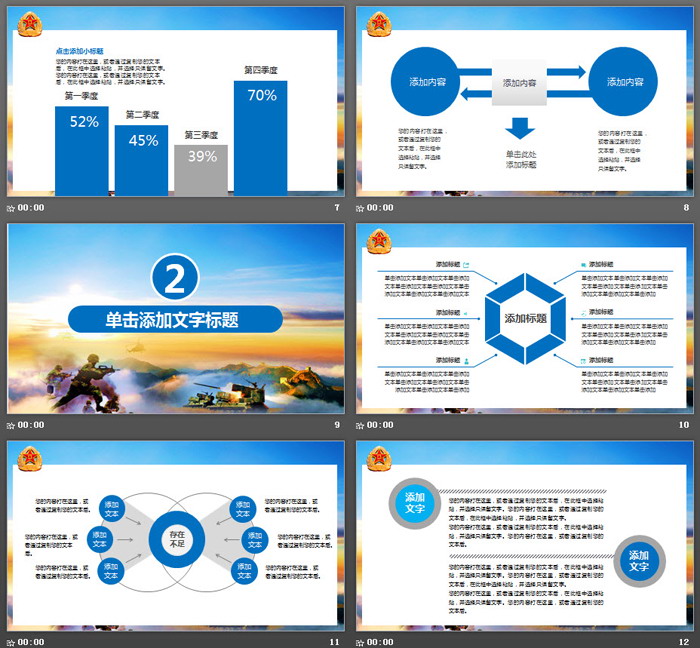 点击添加小标题
您的内容打在这里，或者通过复制您的文本
后，在此框中选择粘贴，并选择只保留文字。
您的内容打在这里，或者通过复制您的文本
后，在此框中选择粘贴，并选择只保留文字。
第一季度
52%
第二季度
45%
第三季度
39%
第四季度
70%
00:00
7
添加内容
添加内容
添加内容
您的内容打在这里，
或者通过复制您的
文本后，在此框中
选择粘贴，并选择
只保留文字。
单击此处
添加标题
您的内容打在这里，
或者通过复制您的
文本后，在此框中
选择粘贴，并选择
只保留文字。
00:00
8
2
单击添加文字标题
00:00
9
添加标题
单击添加文本单击添加文本单击添加
文本单击添加文本单击添加文本单击
添加文本单击添加文本单击添加文本
添加标题
单击添加文本单击添加文本单击添加
文本单击添加文本单击添加文本单击
添加文本单击添加文本单击添加文本
添加标题
单击添加文本单击添加文本单击添加
文本单击添加文本单击添加文本单击
添加文本单击添加文本单击添加文本
添加标题
添加标题
单击添加文本单击添加文本单击添加
文本单击添加文本单击添加文本单击
添加文本单击添加文本单击添加文本
添加标题
单击添加文本单击添加文本单击添加
文本单击添加文本单击添加文本单击
添加文本单击添加文本单击添加文本
添加标题
单击添加文本单击添加文本单击添加
文本单击添加文本单击添加文本单击
添加文本单击添加文本单击添加文本
00:00
10
您的内容打在这里，或
者通过复制您的文本后。
您的内容打在这里，或
者通过复制您的文本
后。
您的内容打在这里，或
者通过复制您的文本后。
添加
文本
添加
文本
添加
文本
存在
不足
添加
文本
添加
文本
添加
文本
您的内容打在这里，或
者通过复制您的文本后。
您的内容打在这里，或
者通过复制您的文本后。
您的内容打在这里，或
者通过复制您的文本后。
00:00
11
添加
文字
您的内容打在这里，或者通过复制您的文本后，在此框中选择粘
贴，并选择只保留文字。您的内容打在这里，或者通过复制您的
文本后，在此框中选择粘贴，并选择只保留文字。
您的内容打在这里，或者通过复制您的文本后，在此框中选择粘
贴，并选择只保留文字。您的内容打在这里，或者通过复制您的
文本后。
添加
文字
您的内容打在这里，或者通过复制您的文本后，在此框中选择粘
贴，并选择只保留文字。
您的内容打在这里，或者通过复制您的文本后，在此框中选择粘
贴，并选择只保留文字。您的内容打在这里，或者通过复制您的
文本后。
00:00
12